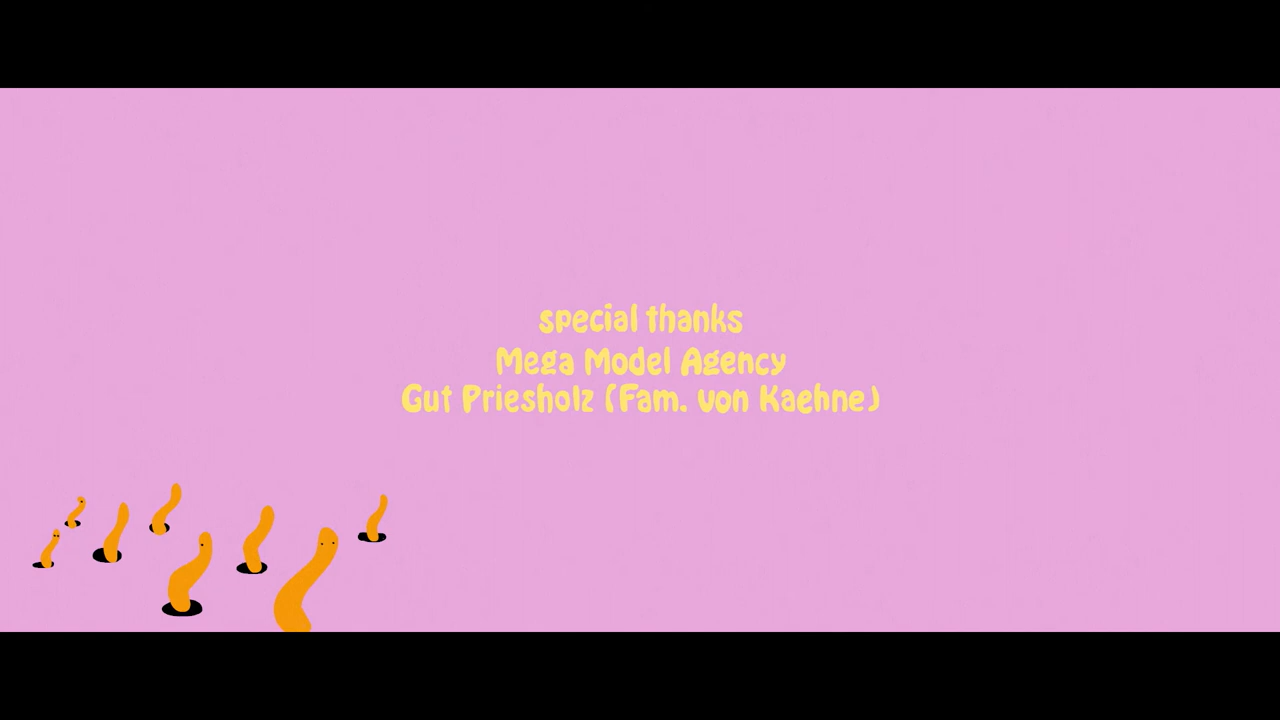 special thanks
Mega Model Agency
Gut Priesholz (Fam. von Kaehne)